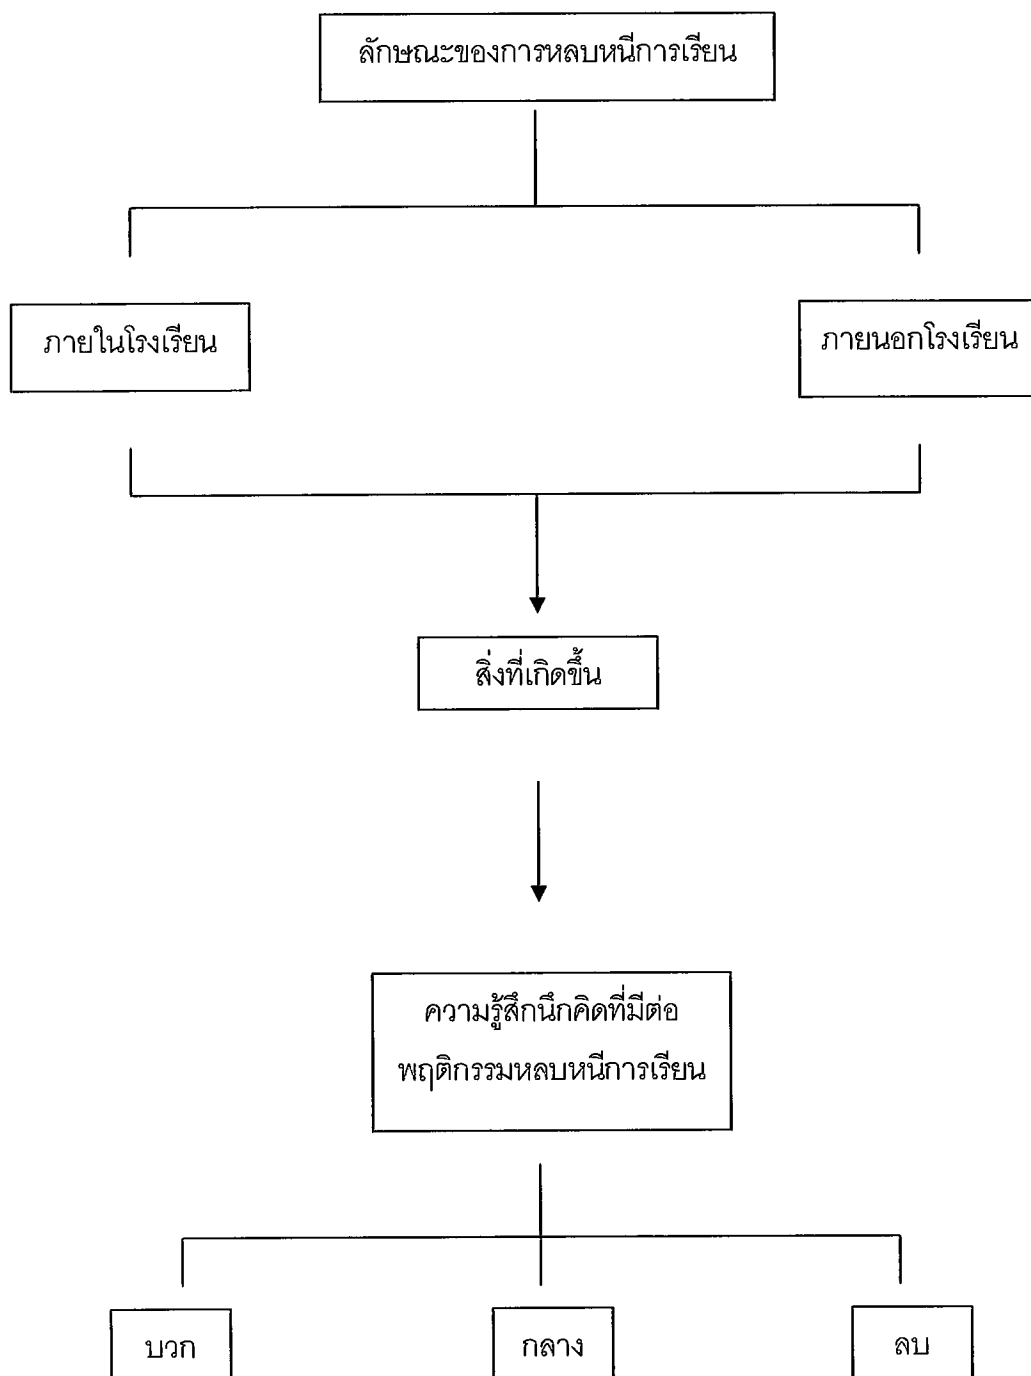 ลักษณะของการหลบหนีการเรียน
ภายในโรงเรียน
ภายนอกโรงเรียน
สิ่งที่เกิดขึ้น
ความรู้สึกนึกคิดที่มีต่อ
พฤติกรรมหลบหนีการเรียน
บวก
กลาง
ลบ